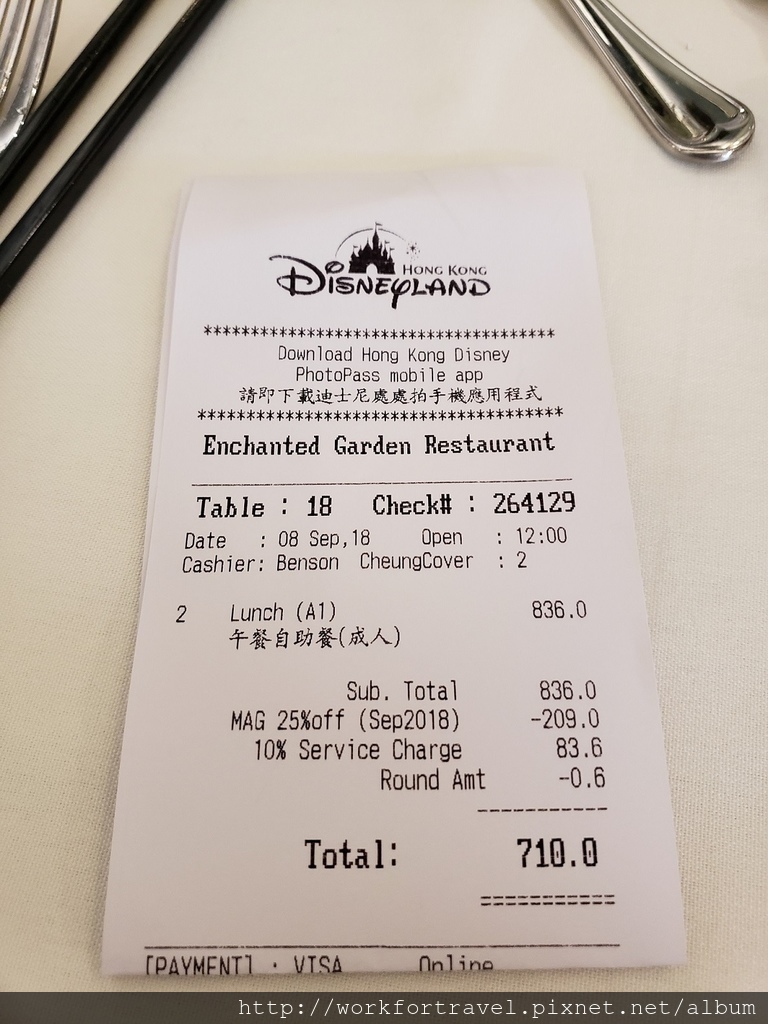 HONG KONG
DISNEYLAND
*************************************
Download Hong Kong Disney
PhotoPass mobile app
請即下載迪士尼處處拍手機應用程式
*************************************
Enchanted Garden Restaurant
Table : 18 Check# : 264129
Date : 08 Sep,18 Open : 12:00
Cashier: Benson CheungCover : 2
2 Lunch (A1) 836.0
午餐自助餐(成人)
Sub. Total 836.0
MAG 25%off (Sep2018) -209.0
10% Service Charge 83.6
Round Amt -0.6
-----------
Total: 710.0
===========
[PAYMENT] : VISA Online
http://workfortravel.pixnet.net/album